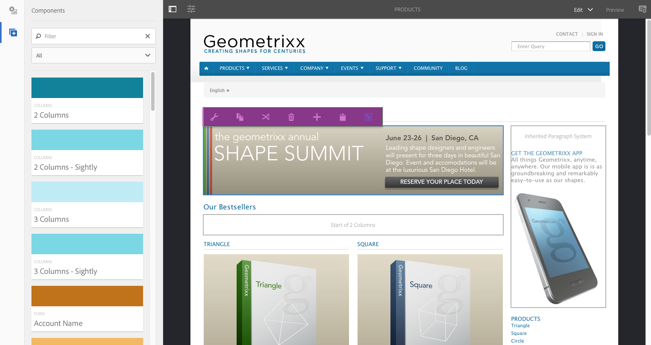 Components
PRODUCTS
Edit
Preview
Filter
All
COLUMNS
2 Columns
COLUMNS
2 Columns - Sightly
COLUMNS
3 Columns
COLUMNS
3 Columns - Sightly
FORM
Account Name
Geometrixx
CREATING SHAPES FOR CENTURIES
CONTACT | SIGN IN
Enter Query
GO
PRODUCTS
SERVICES
COMPANY
EVENTS
SUPPORT
COMMUNITY
BLOG
English »
the geometrixx annual
SHAPE SUMMIT
June 23-26 | San Diego, CA
Leading shape designers and engineers
will present for three days in beautiful San
Diego. Event and accomodations will be
at the luxurious San Diego Hotel.
RESERVE YOUR PLACE TODAY
Our Bestsellers
Start of 2 Columns
TRIANGLE
SQUARE
Geometrixx
Triangle
Geometrixx
Square
Inherited Paragraph System
GET THE GEOMETRIXX APP
All things Geometrixx, anytime,
anywhere. Our mobile app is is as
groundbreaking and remarkably
easy-to-use as our shapes.
PRODUCTS
Triangle
Square
Circle